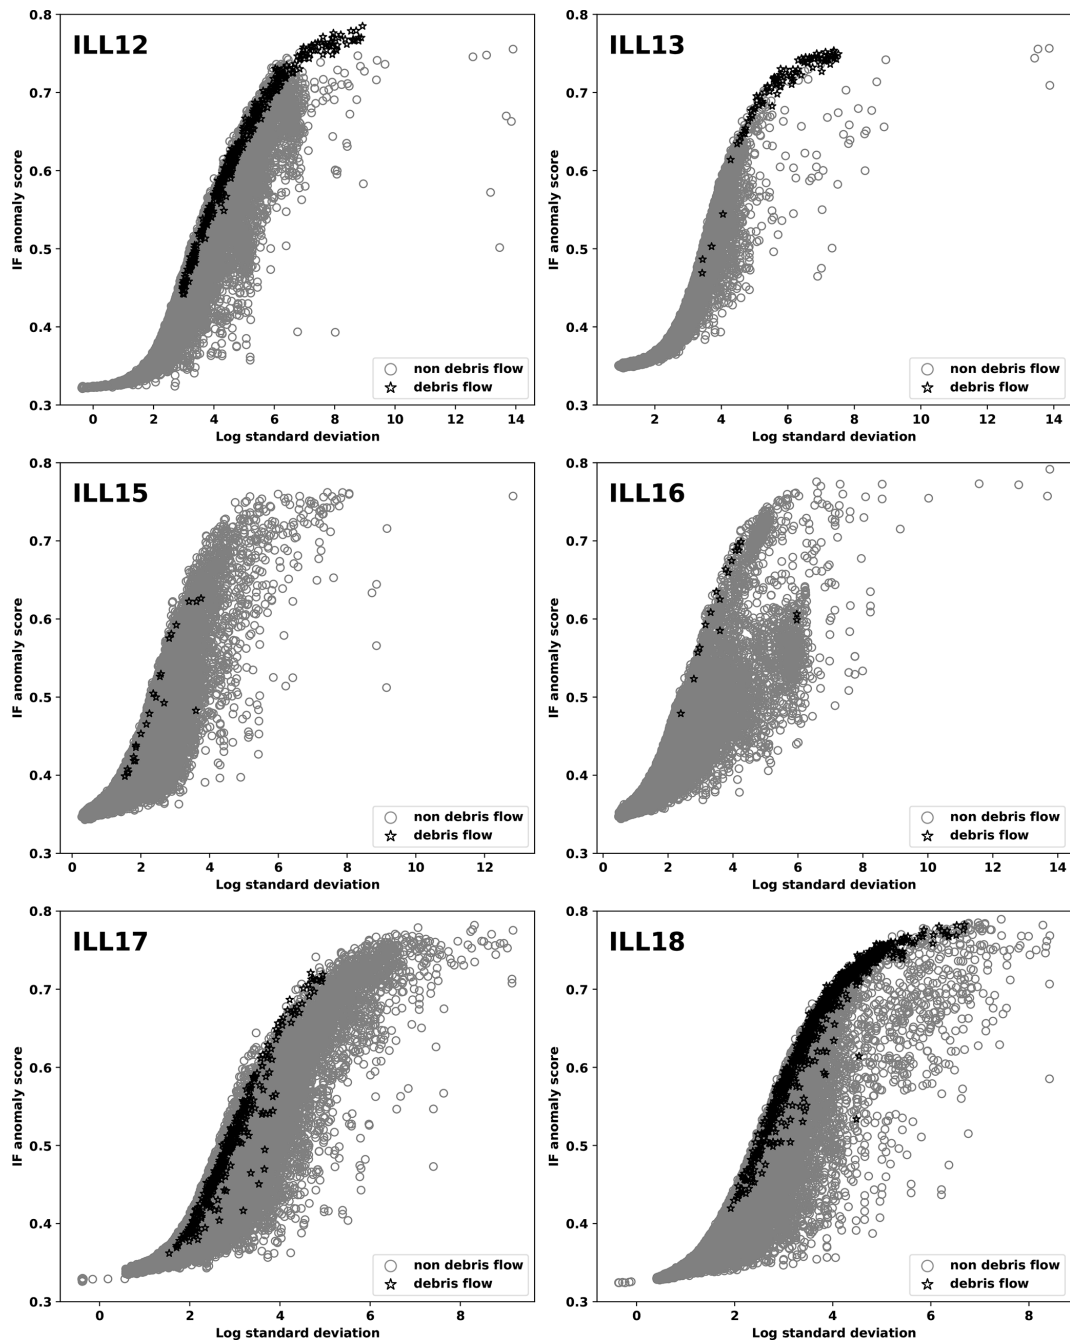 ILL12
0.8
0.7
0.6
0.5
0.4
0.3
IF anomaly score
0 2 4 6 8 10 12 14
Log standard deviation
non debris flow
debris flow
ILL13
0.8
0.7
0.6
0.5
0.4
0.3
IF anomaly score
2 4 6 8 10 12 14
Log standard deviation
non debris flow
debris flow
ILL15
0.8
0.7
0.6
0.5
0.4
0.3
IF anomaly score
0 2 4 6 8 10 12
Log standard deviation
non debris flow
debris flow
ILL16
0.8
0.7
0.6
0.5
0.4
0.3
IF anomaly score
0 2 4 6 8 10 12 14
Log standard deviation
non debris flow
debris flow
ILL17
0.8
0.7
0.6
0.5
0.4
0.3
IF anomaly score
0 2 4 6 8
Log standard deviation
non debris flow
debris flow
ILL18
0.8
0.7
0.6
0.5
0.4
0.3
IF anomaly score
0 2 4 6 8
Log standard deviation
non debris flow
debris flow